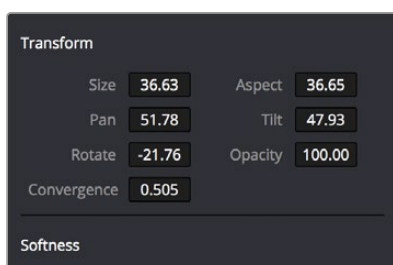 Transform
Size 36.63 Aspect 36.65
Pan 51.78 Tilt 47.93
Rotate -21.76 Opacity 100.00
Convergence 0.505
Softness